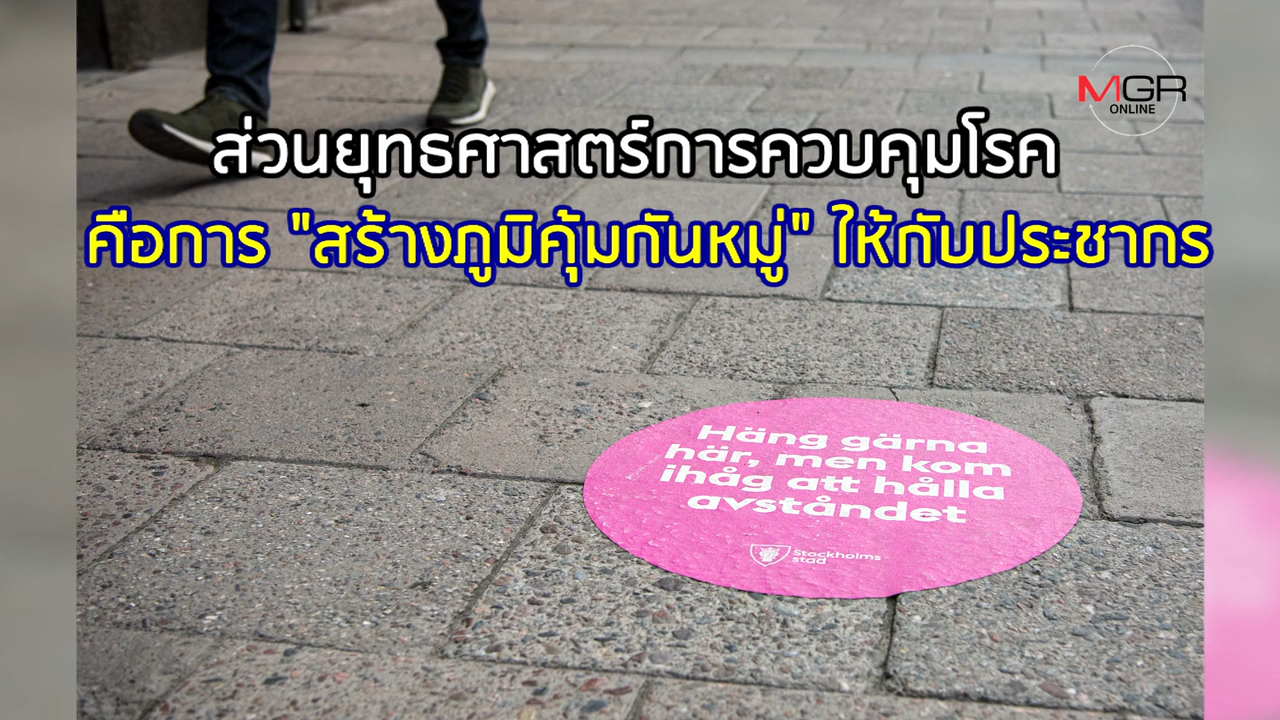 MGR
ONLINE
ส่วนยุทธศาสตร์การควบคุมโรค
คือการ "สร้างภูมิคุ้มกันหมู่" ให้กับประชากร
Häng gärna
här, men kom
ihåg att hålla
avståndet
Stockholms
stad